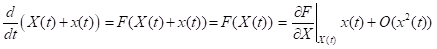 d/dt (X(t) + x(t)) = F(X(t) + x(t)) = F(X(t)) = ∂F/∂X |_{X(t)} x(t) + O(x²(t))